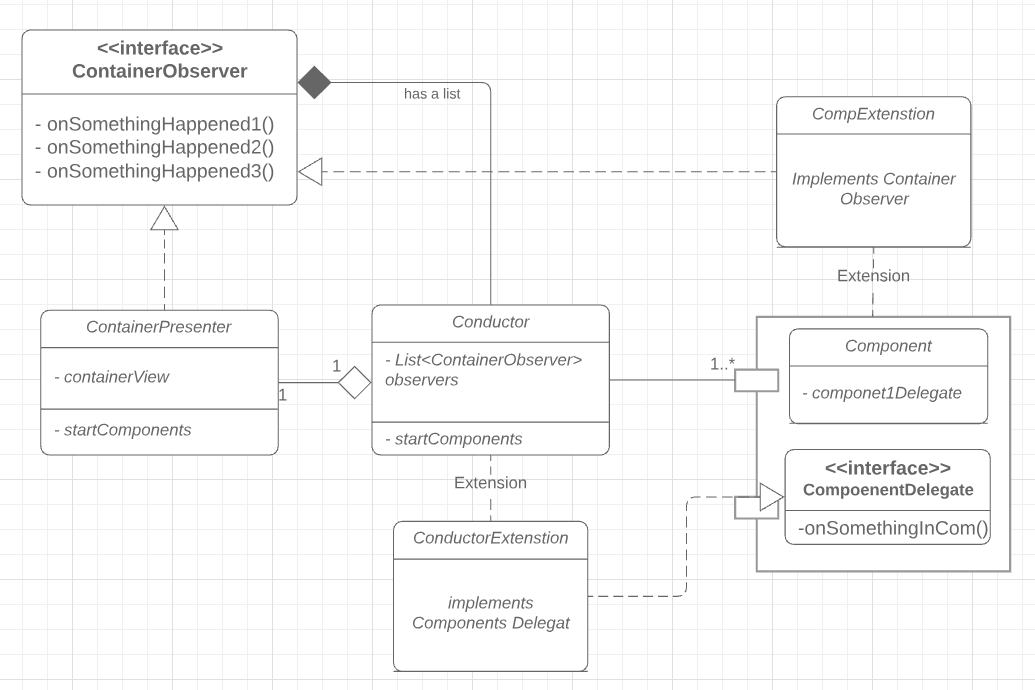 <<interface>>
ContainerObserver
- onSomethingHappened1()
- onSomethingHappened2()
- onSomethingHappened3()
has a list
CompExtenstion
Implements Container
Observer
Extension
ContainerPresenter
- containerView
- startComponents
1
1
Conductor
- List<ContainerObserver>
observers
- startComponents
1..*
Component
- componet1Delegate
<<interface>>
CompoenentDelegate
-onSomethingInCom()
Extension
ConductorExtenstion
implements
Components Delegat